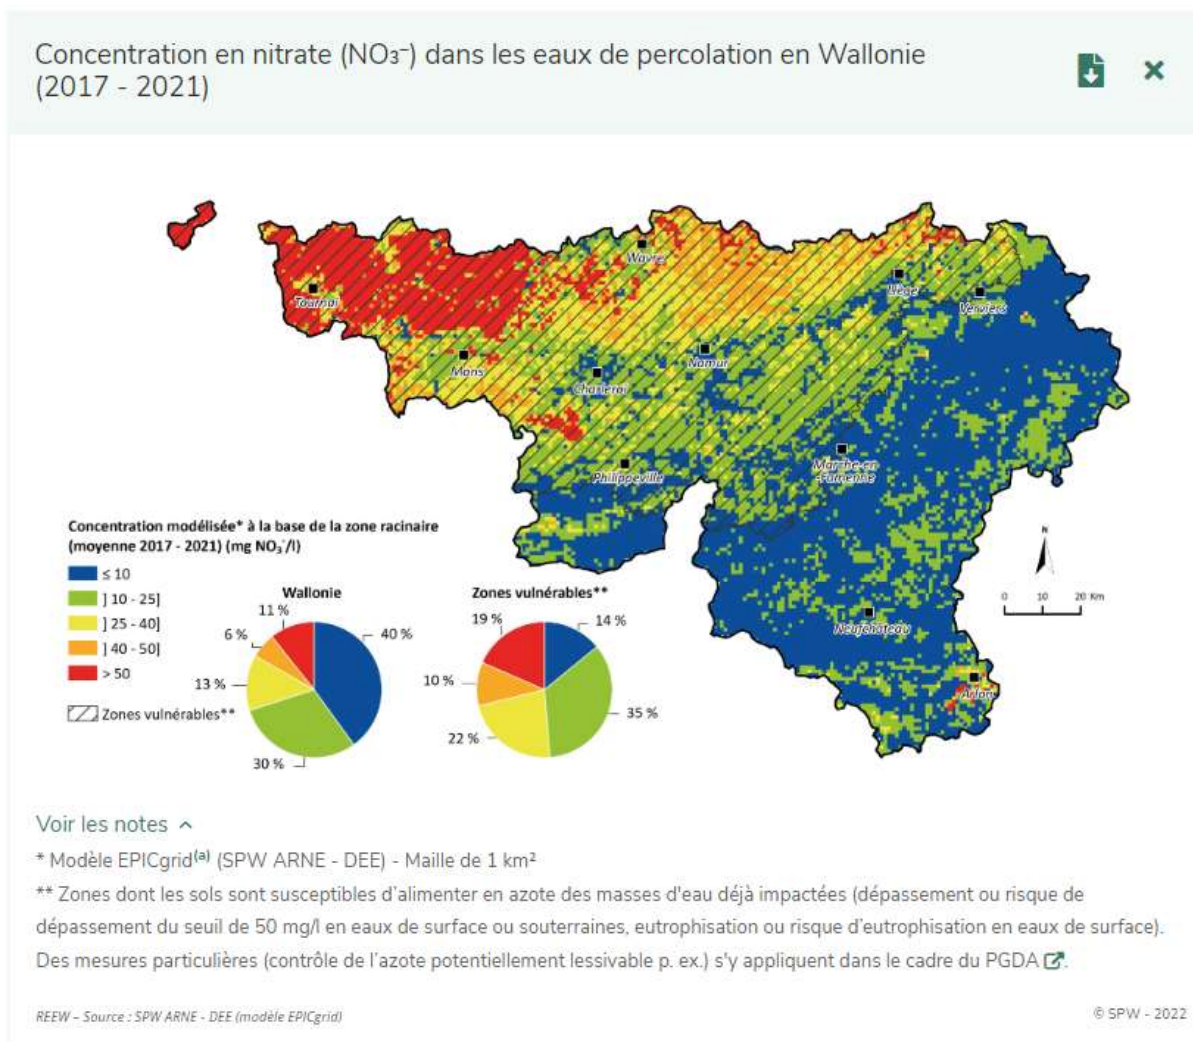 Concentration en nitrate (NO₃⁻) dans les eaux de percolation en Wallonie
(2017 - 2021)
Wavre
Tournai
Liège
Verviers
Mons
Namur
Charleroi
Philippeville
Marche-en
-Famenne
Neufchâteau
Arlon
N
0 10 20 Km
Concentration modélisée* à la base de la zone racinaire
(moyenne 2017 - 2021) (mg NO₃⁻/l)
≤ 10
] 10 - 25]
] 25 - 40]
] 40 - 50]
> 50
Zones vulnérables**
Wallonie
11 %
6 %
13 %
30 %
40 %
Zones vulnérables**
19 %
14 %
10 %
22 %
35 %
Voir les notes
* Modèle EPICgrid(a) (SPW ARNE - DEE) - Maille de 1 km²
** Zones dont les sols sont susceptibles d'alimenter en azote des masses d'eau déjà impactées (dépassement ou risque de
dépassement du seuil de 50 mg/l en eaux de surface ou souterraines, eutrophisation ou risque d'eutrophisation en eaux de surface).
Des mesures particulières (contrôle de l'azote potentiellement lessivable p. ex.) s'y appliquent dans le cadre du PGDA.
REEW – Source : SPW ARNE - DEE (modèle EPICgrid)
© SPW - 2022